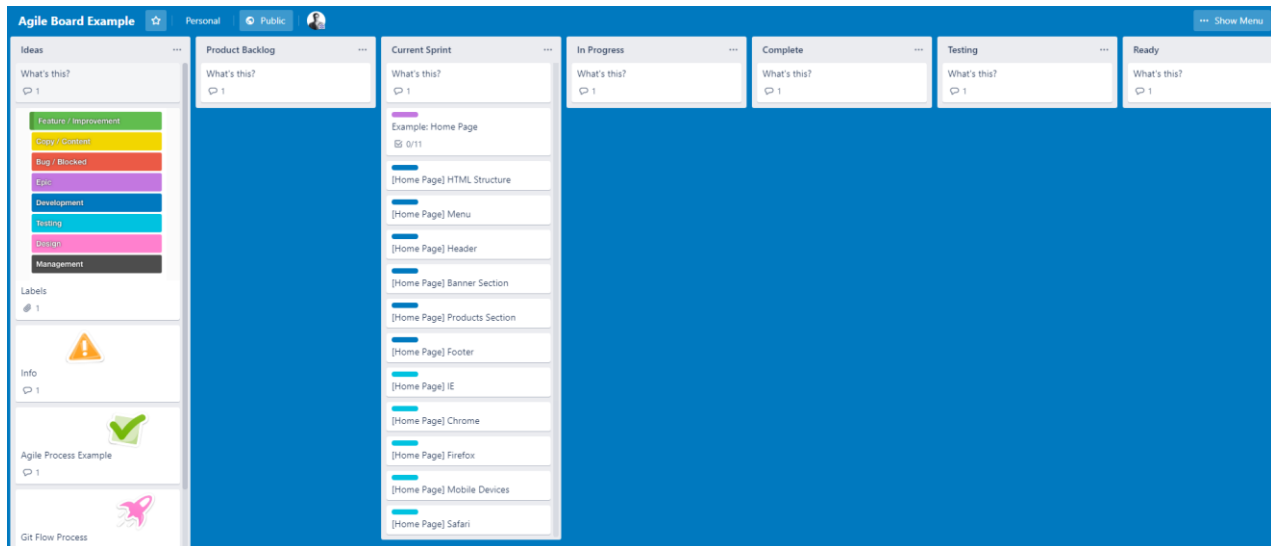 Agile Board Example
Personal
Public
Show Menu
Ideas
What's this?
1
Feature / Improvement
Copy / Content
Bug / Blocked
Epic
Development
Testing
Design
Management
Labels
1
Info
1
Agile Process Example
1
Git Flow Process
Product Backlog
What's this?
1
Current Sprint
What's this?
1
Example: Home Page
0/11
[Home Page] HTML Structure
[Home Page] Menu
[Home Page] Header
[Home Page] Banner Section
[Home Page] Products Section
[Home Page] Footer
[Home Page] IE
[Home Page] Chrome
[Home Page] Firefox
[Home Page] Mobile Devices
[Home Page] Safari
In Progress
What's this?
1
Complete
What's this?
1
Testing
What's this?
1
Ready
What's this?
1